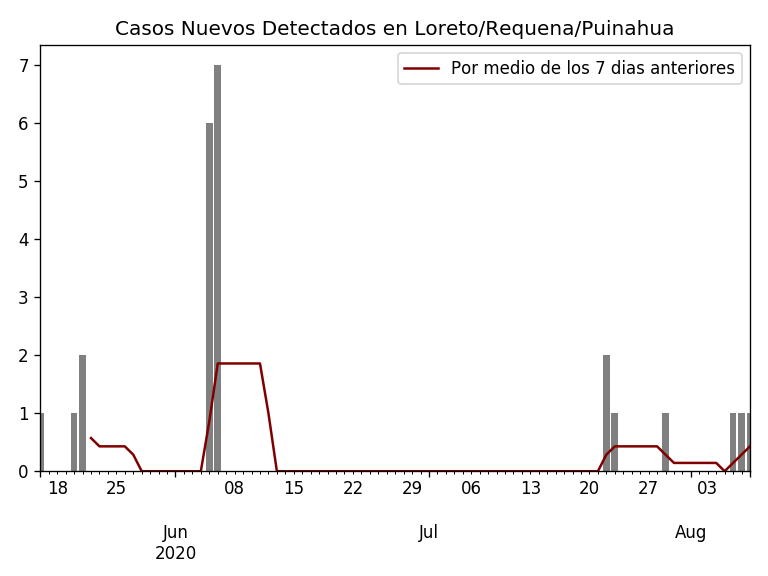 Casos Nuevos Detectados en Loreto/Requena/Puinahua
Por medio de los 7 dias anteriores
7
6
5
4
3
2
1
0
18 25 08 15 22 29 06 13 20 27 03
Jun Jul Aug
2020